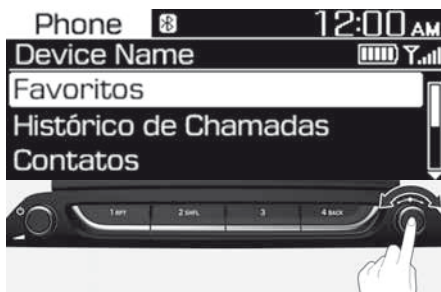 Phone 12:00 AM
Device Name
Favoritos
Histórico de Chamadas
Contatos
1 RPT 2 SHFL 3 4 BACK